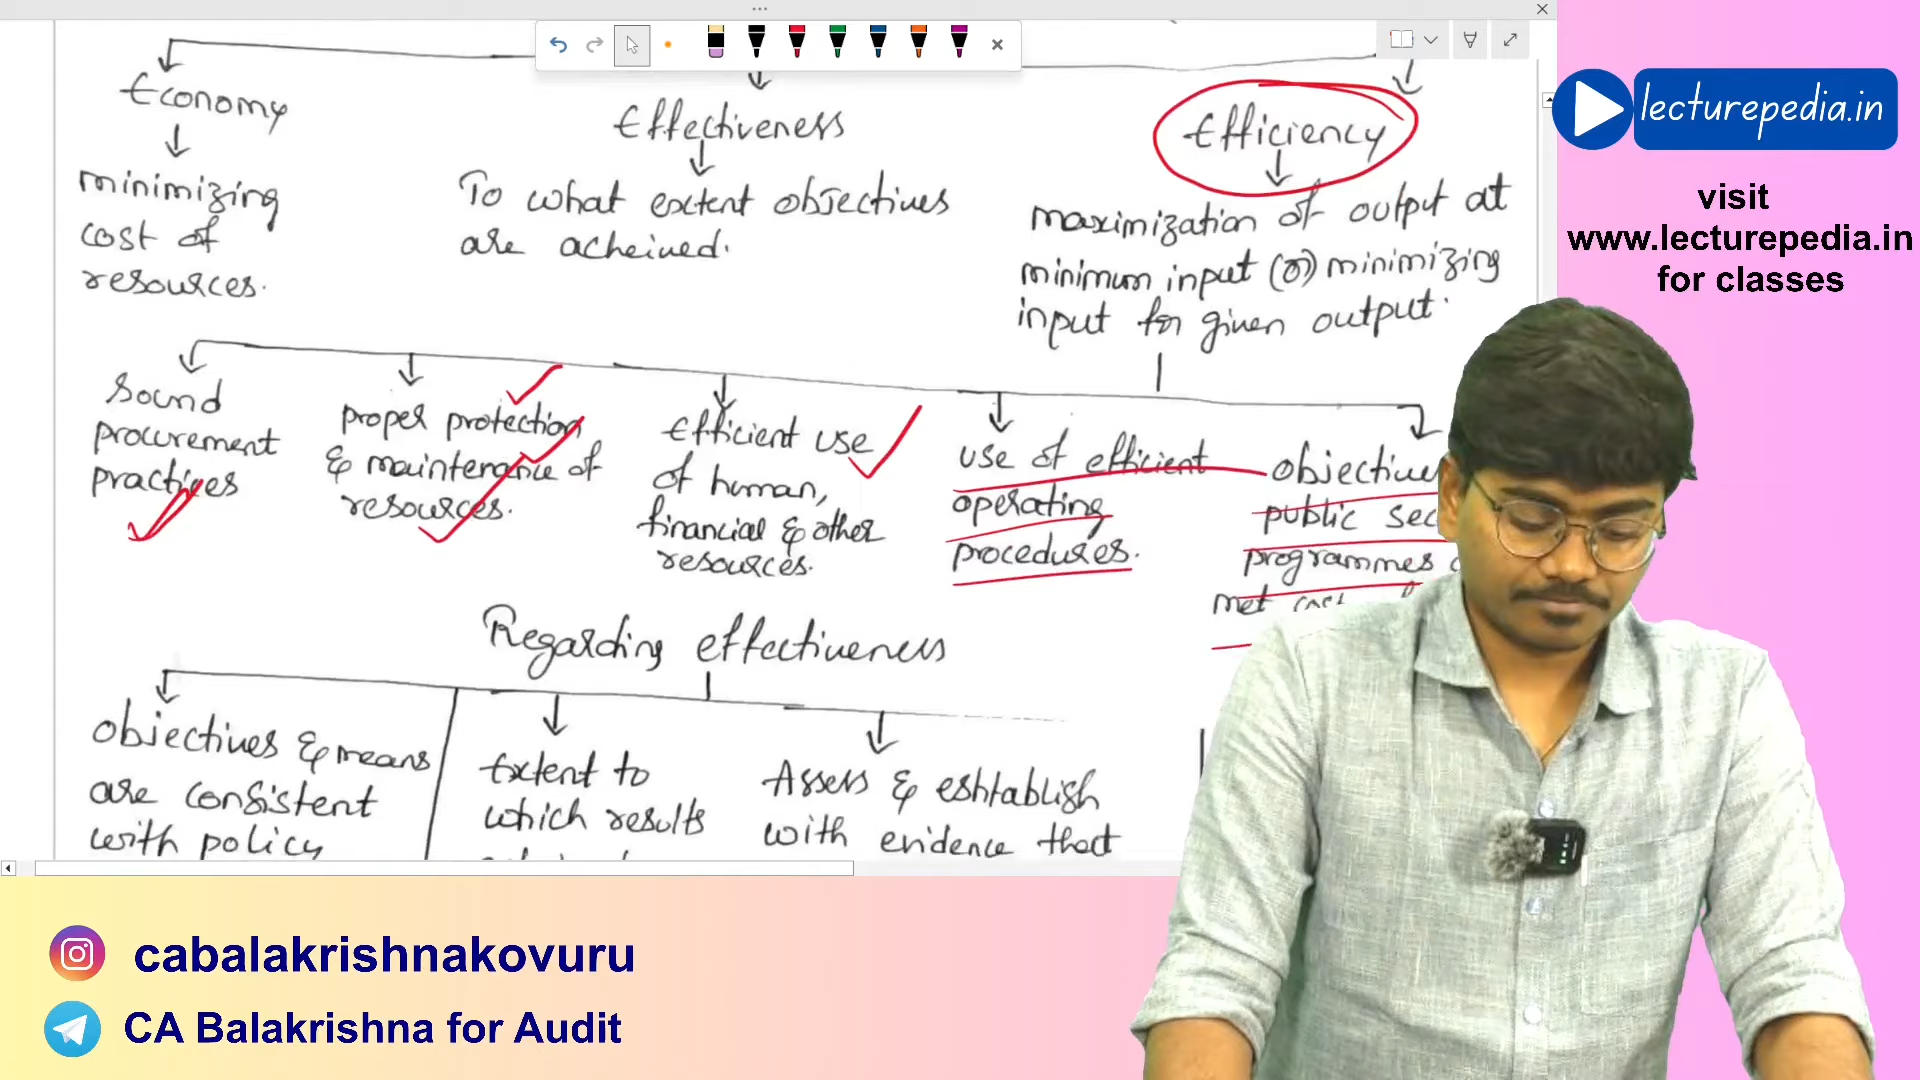 Economy
minimizing
cost of
resources.
Effectiveness
To what extent objectives
are acheived.
Efficiency
maximization of output at
minimum input (or) minimizing
input for given output.
Sound
procurement
practices
proper protection
& maintenance of
resources.
Efficient use
of human,
financial & other
resources.
use of efficient
operating
procedures.
objective
public sec
programmes
met cost
Regarding effectiveness
Objectives & means
are consistent
with policy
Extent to
which results
Assess & eshtablish
with evidence that
lecturepedia.in
visit
www.lecturepedia.in
for classes
cabalakrishnakovuru
CA Balakrishna for Audit